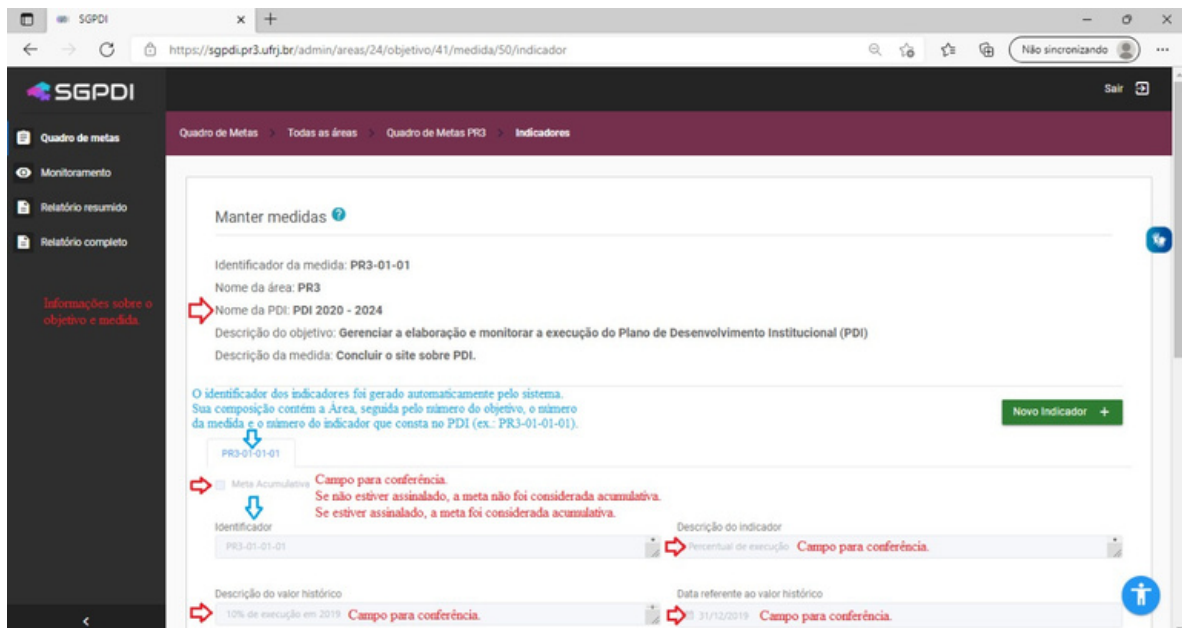 SGPDI
https://sgpdi.pr3.ufrj.br/admin/areas/24/objetivo/41/medida/50/indicador
Não sincronizando
SGPDI
Sair
Quadro de metas
Monitoramento
Relatório resumido
Relatório completo
Informações sobre o
objetivo e medida.
Quadro de Metas > Todas as áreas > Quadro de Metas PR3 > Indicadores
Manter medidas ?
Identificador da medida: PR3-01-01
Nome da área: PR3
Nome da PDI: PDI 2020 - 2024
Descrição do objetivo: Gerenciar a elaboração e monitorar a execução do Plano de Desenvolvimento Institucional (PDI)
Descrição da medida: Concluir o site sobre PDI.
O identificador dos indicadores foi gerado automaticamente pelo sistema.
Sua composição contém a Área, seguida pelo número do objetivo, o número
da medida e o número do indicador que consta no PDI (ex.: PR3-01-01-01).
Novo Indicador +
PR3-01-01-01
Meta Acumulativa
Campo para conferência.
Se não estiver assinalado, a meta não foi considerada acumulativa.
Se estiver assinalado, a meta foi considerada acumulativa.
Identificador
PR3-01-01-01
Descrição do indicador
Percentual de execução Campo para conferência.
Descrição do valor histórico
10% de execução em 2019 Campo para conferência.
Data referente ao valor histórico
31/12/2019 Campo para conferência.